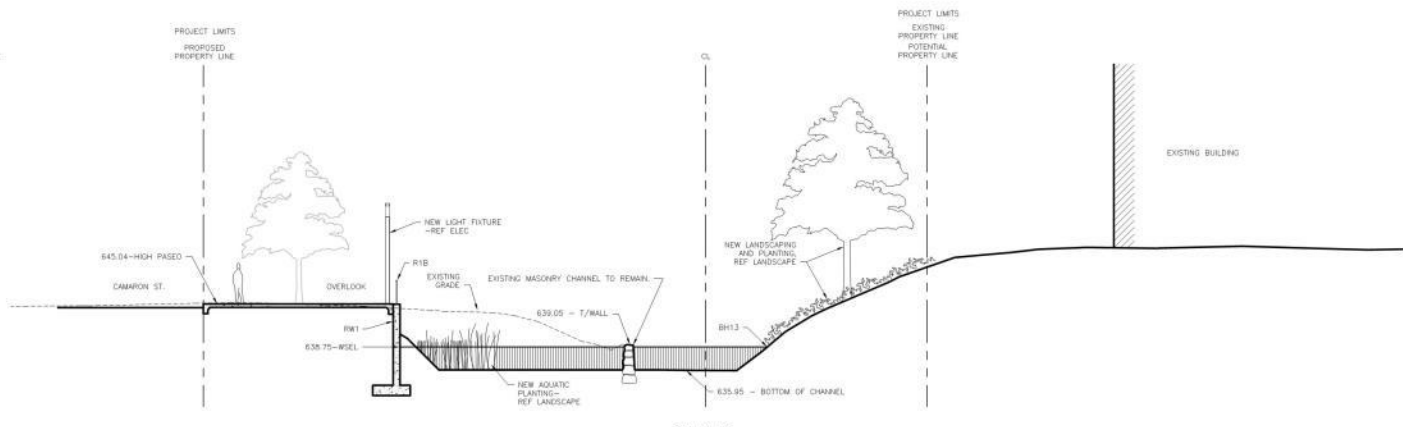 PROJECT LIMITS
PROPOSED
PROPERTY LINE
CL
PROJECT LIMITS
EXISTING
PROPERTY LINE
POTENTIAL
PROPERTY LINE
EXISTING BUILDING
NEW LIGHT FIXTURE
-REF ELEC
NEW LANDSCAPING
AND PLANTING,
REF LANDSCAPE
645.04-HIGH PASEO
R1B
EXISTING
GRADE
EXISTING MASONRY CHANNEL TO REMAIN
CAMARON ST.
OVERLOOK
639.05 - T/WALL
RW1
BH13
638.75-WSEL
NEW AQUATIC
PLANTING-
REF LANDSCAPE
635.95 - BOTTOM OF CHANNEL